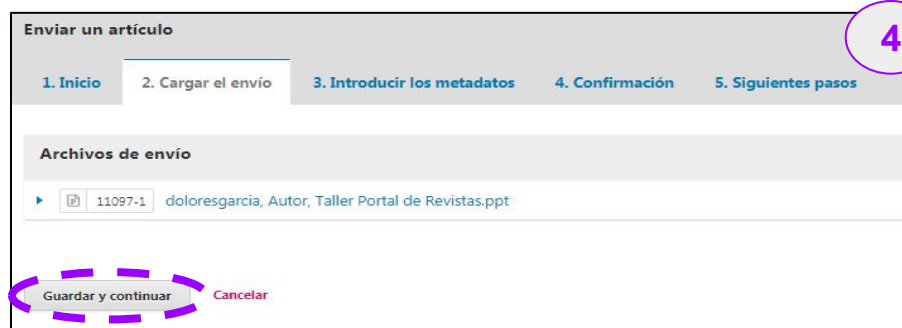 Enviar un artículo
4
1. Inicio 2. Cargar el envío 3. Introducir los metadatos 4. Confirmación 5. Siguientes pasos
Archivos de envío
11097-1 doloresgarcia, Autor, Taller Portal de Revistas.ppt
Guardar y continuar Cancelar